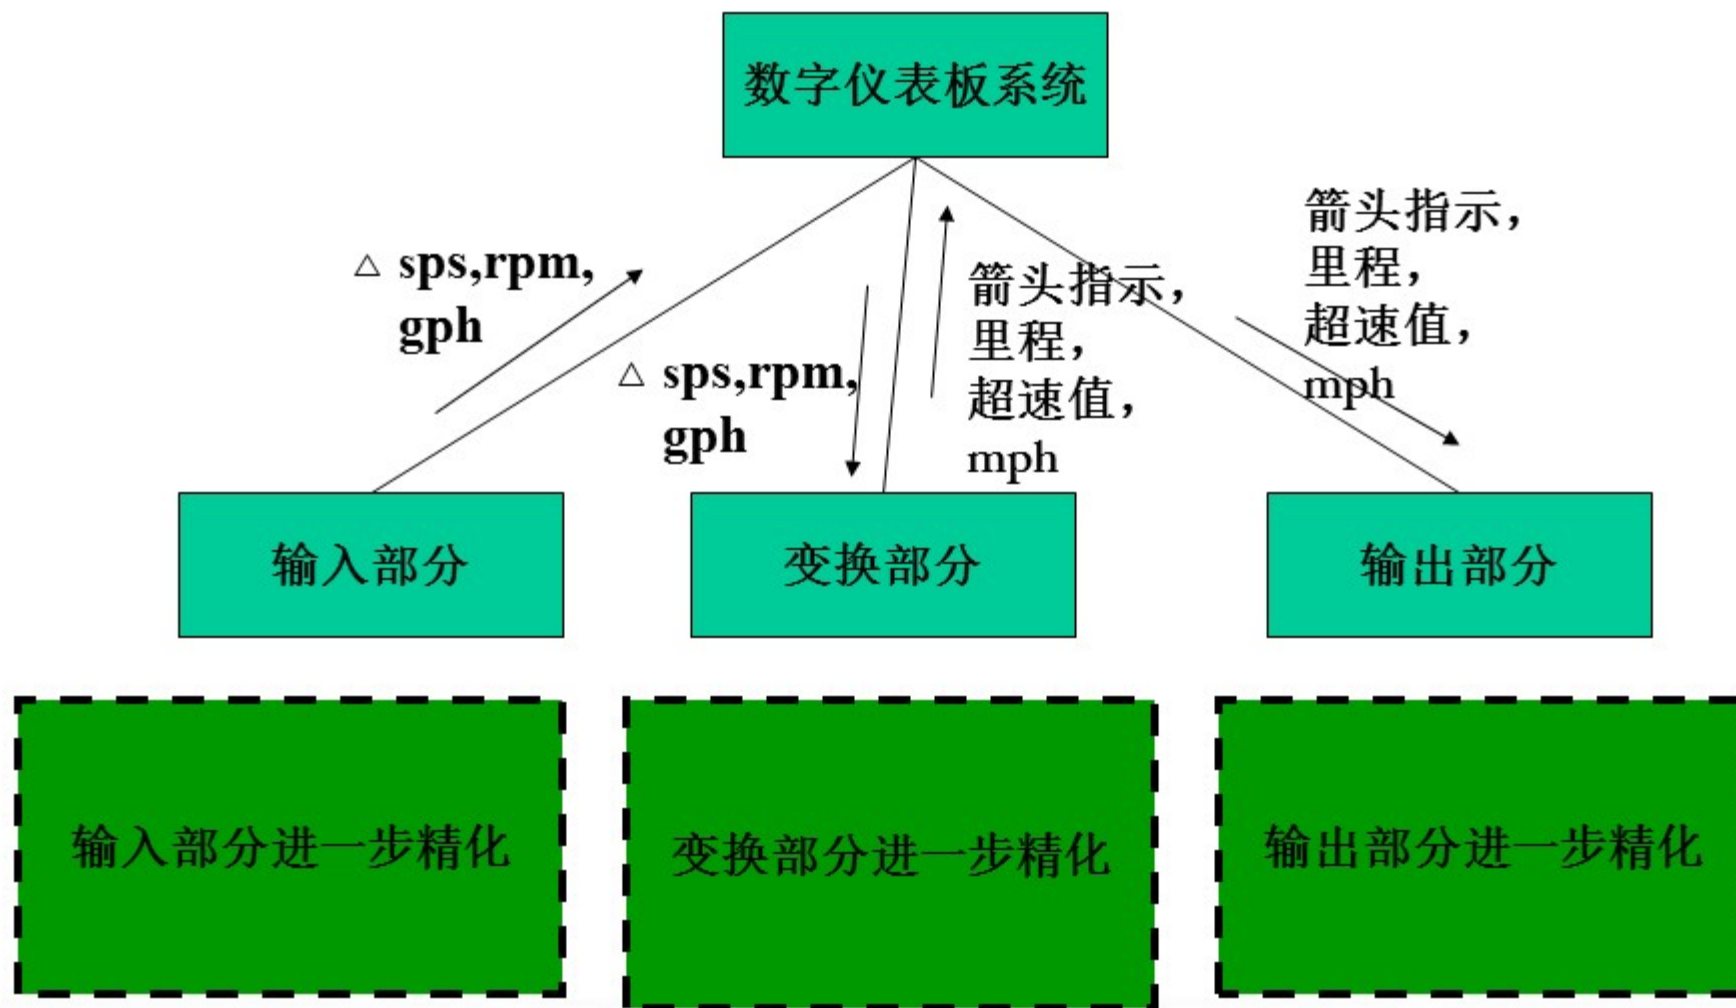 数字仪表板系统
△ sps,rpm,
gph
△ sps,rpm,
gph
箭头指示，
里程，
超速值，
mph
箭头指示，
里程，
超速值，
mph
输入部分
变换部分
输出部分
输入部分进一步精化
变换部分进一步精化
输出部分进一步精化